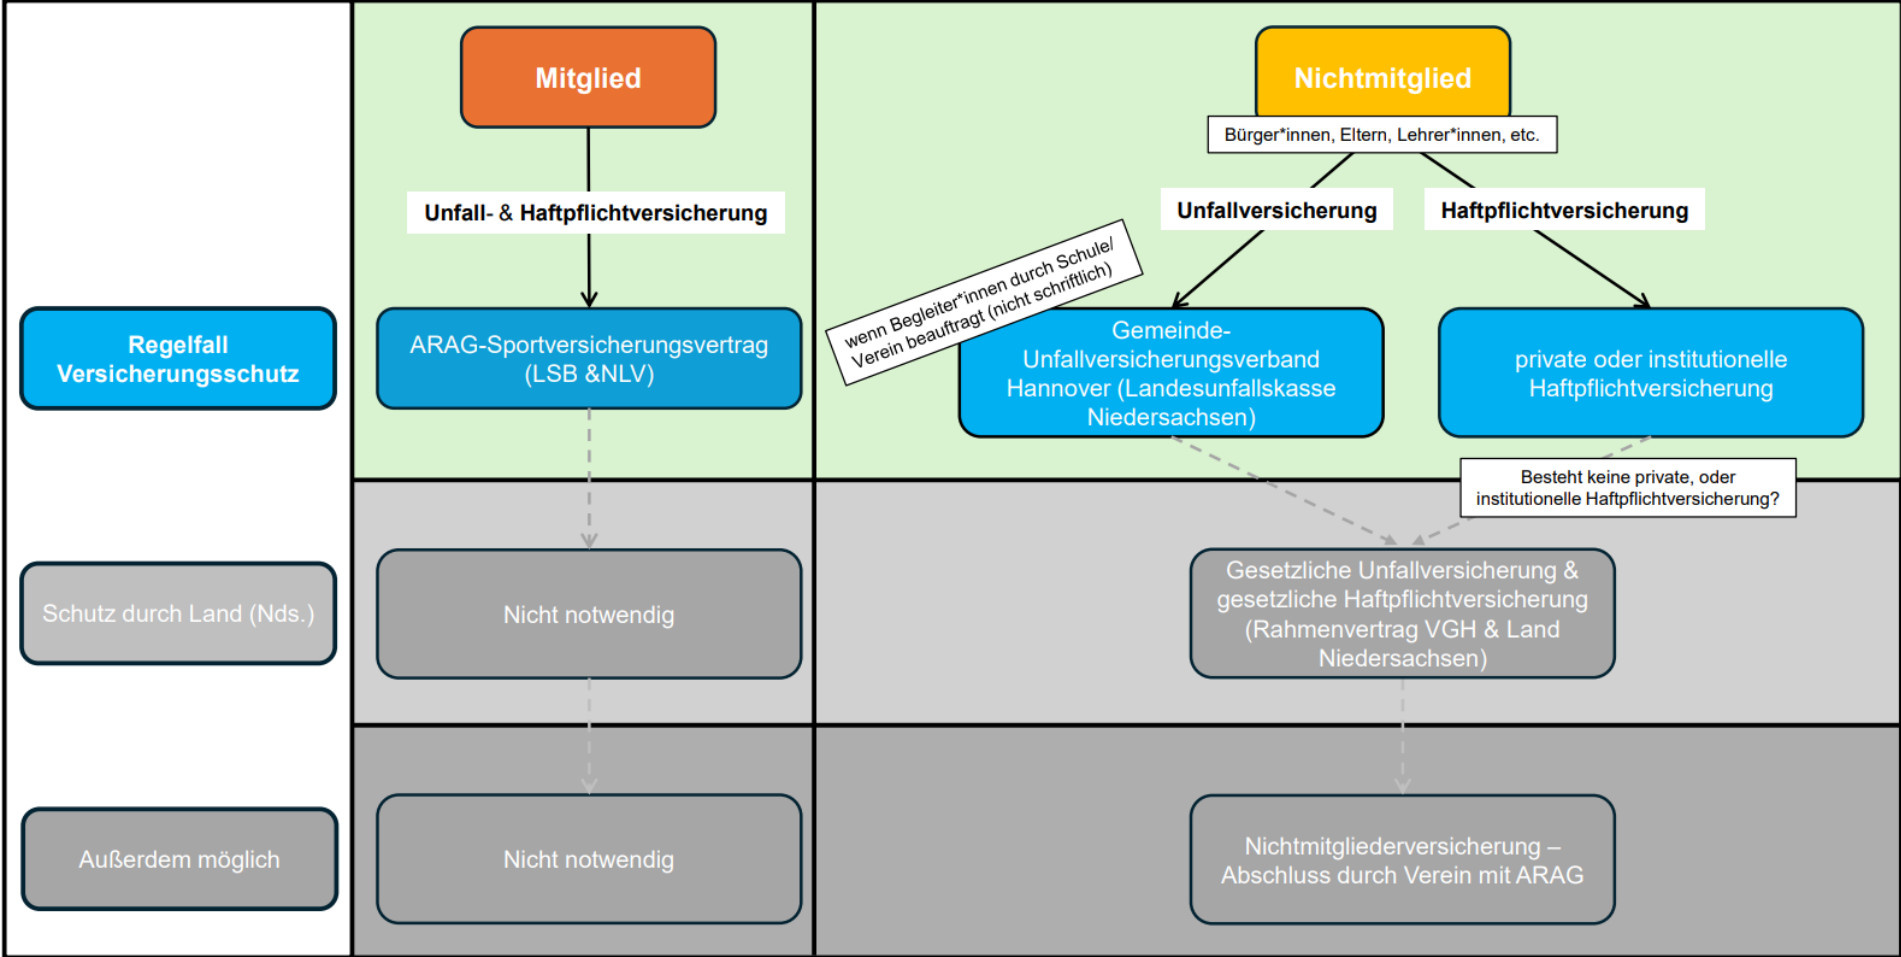 Mitglied
Nichtmitglied
Bürger*innen, Eltern, Lehrer*innen, etc.
Unfall- & Haftpflichtversicherung
Unfallversicherung
Haftpflichtversicherung
wenn Begleiter*innen durch Schule/
Verein beauftragt (nicht schriftlich)
Regelfall
Versicherungsschutz
ARAG-Sportversicherungsvertrag
(LSB &NLV)
Gemeinde-
Unfallversicherungsverband
Hannover (Landesunfallskasse
Niedersachsen)
private oder institutionelle
Haftpflichtversicherung
Besteht keine private, oder
institutionelle Haftpflichtversicherung?
Schutz durch Land (Nds.)
Nicht notwendig
Gesetzliche Unfallversicherung &
gesetzliche Haftpflichtversicherung
(Rahmenvertrag VGH & Land
Niedersachsen)
Außerdem möglich
Nicht notwendig
Nichtmitgliederversicherung –
Abschluss durch Verein mit ARAG